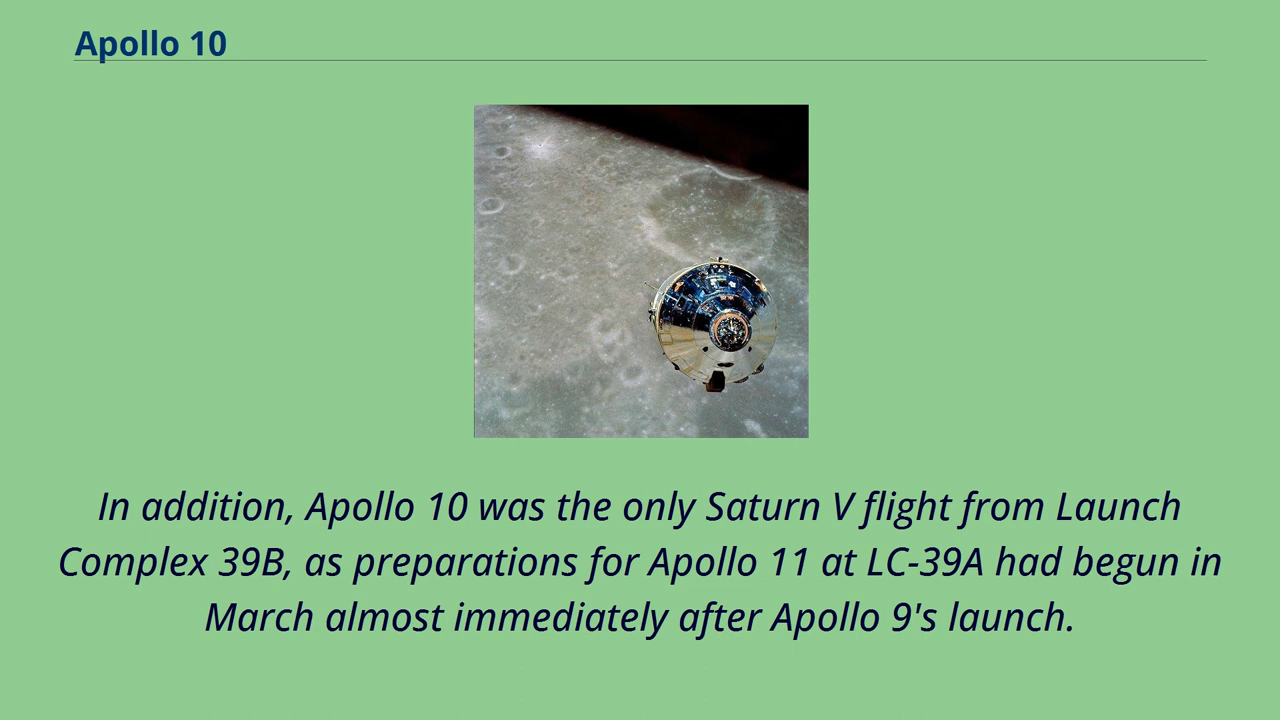 Apollo 10
In addition, Apollo 10 was the only Saturn V flight from Launch
Complex 39B, as preparations for Apollo 11 at LC-39A had begun in
March almost immediately after Apollo 9's launch.